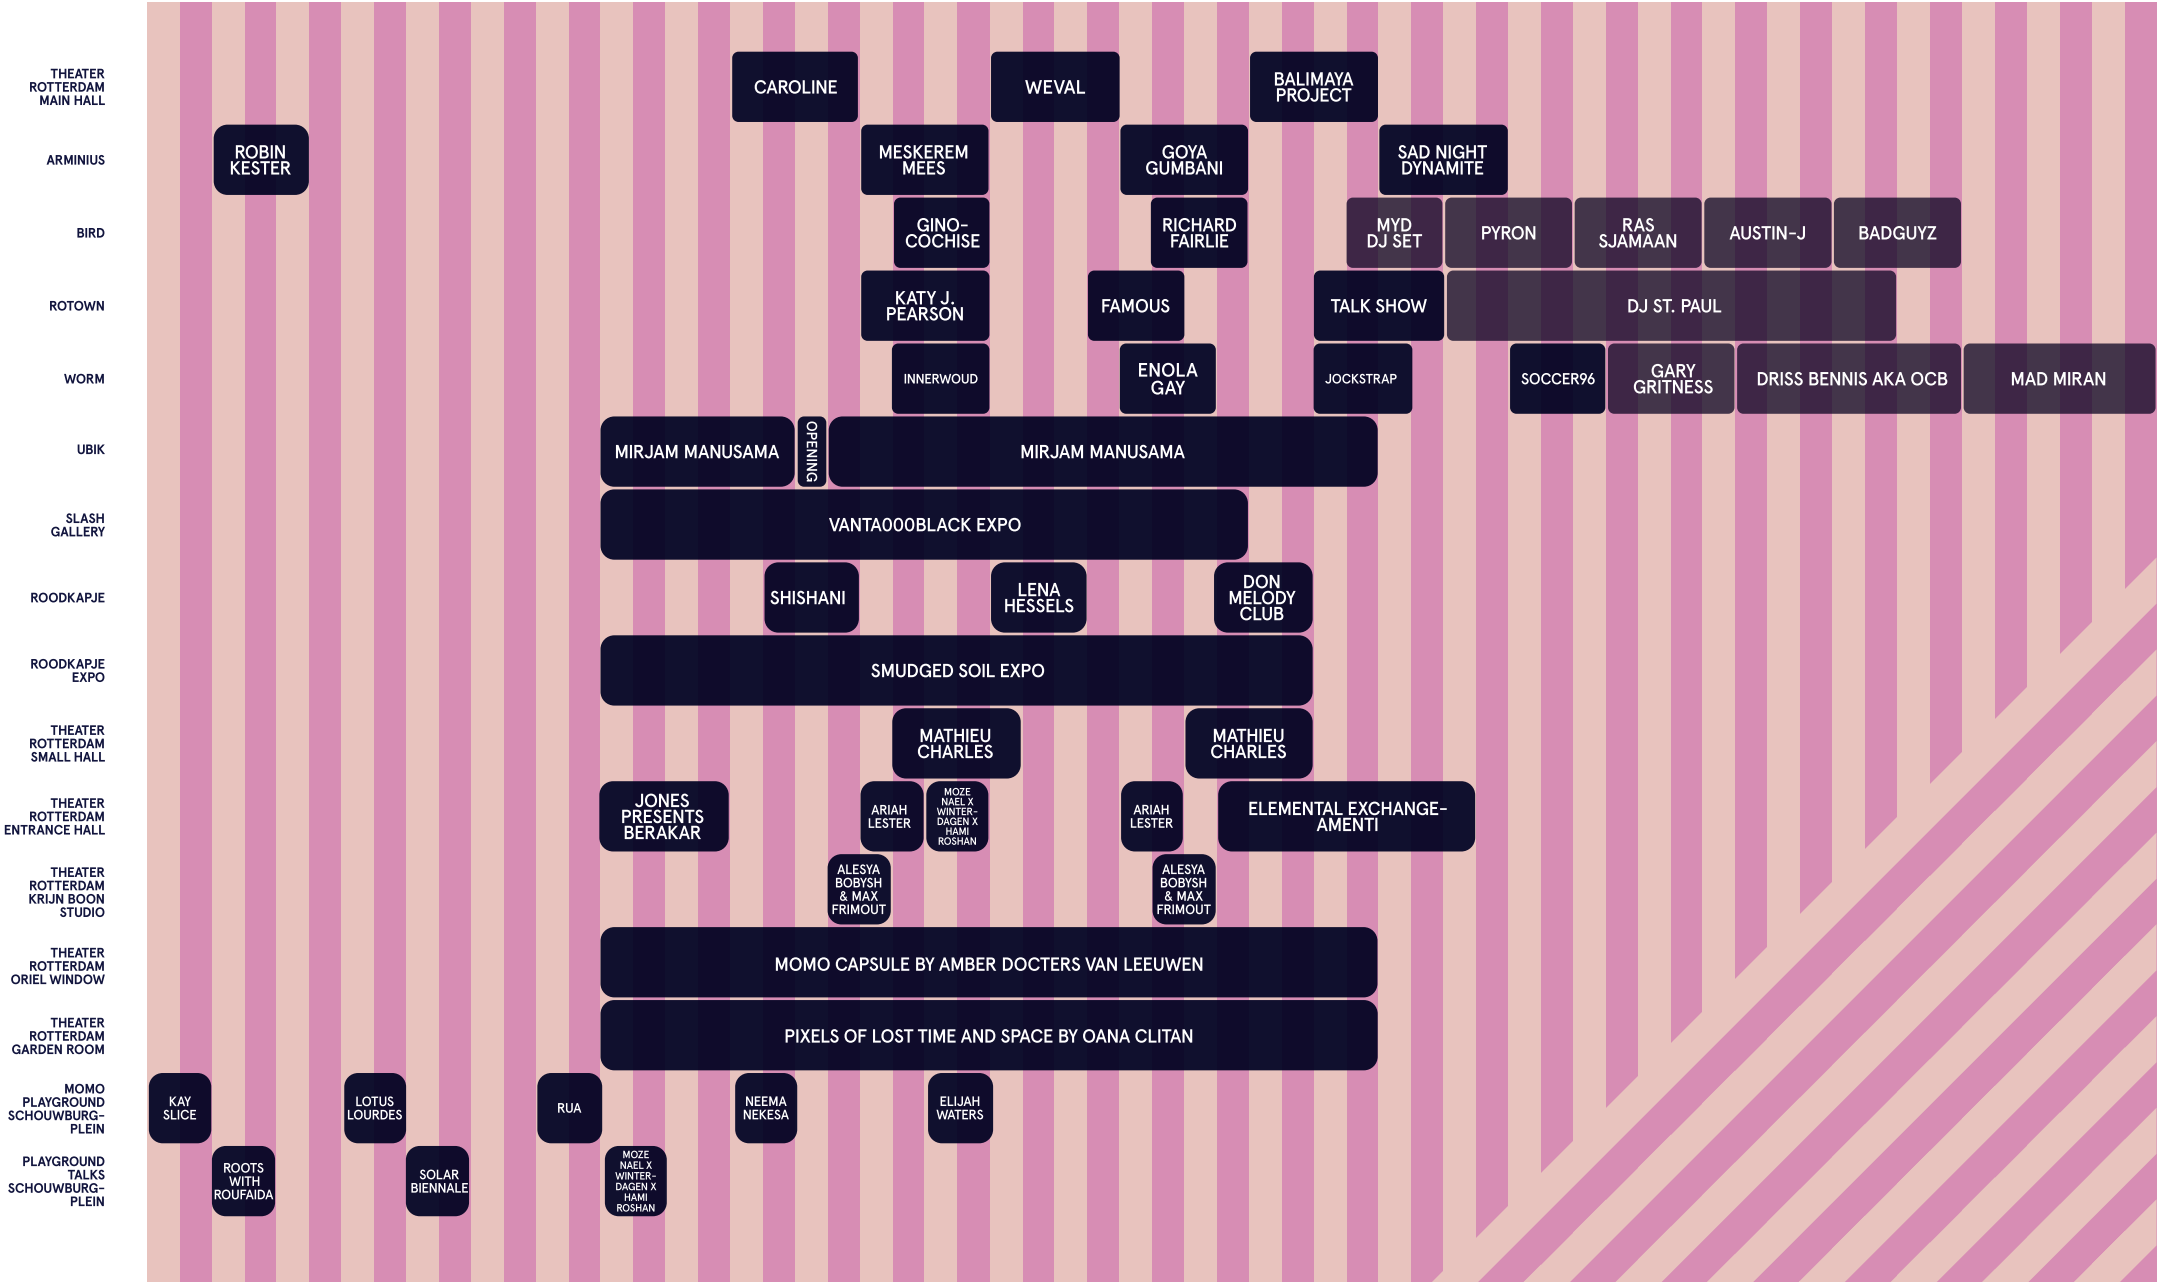 THEATER
ROTTERDAM
MAIN HALL
CAROLINE
WEVAL
BALIMAYA
PROJECT
ARMINIUS
ROBIN
KESTER
MESKEREM
MEES
GOYA
GUMBANI
SAD NIGHT
DYNAMITE
BIRD
GINO-
COCHISE
RICHARD
FAIRLIE
MYD
DJ SET
PYRON
RAS
SJAMAAN
AUSTIN-J
BADGUYZ
ROTOWN
KATY J.
PEARSON
FAMOUS
TALK SHOW
DJ ST. PAUL
WORM
INNERWOUD
ENOLA
GAY
JOCKSTRAP
SOCCER96
GARY
GRITNESS
DRISS BENNIS AKA OCB
MAD MIRAN
UBIK
MIRJAM MANUSAMA
OPENING
MIRJAM MANUSAMA
SLASH
GALLERY
VANTA000BLACK EXPO
ROODKAPJE
SHISHANI
LENA
HESSELS
DON
MELODY
CLUB
ROODKAPJE
EXPO
SMUDGED SOIL EXPO
THEATER
ROTTERDAM
SMALL HALL
MATHIEU
CHARLES
MATHIEU
CHARLES
THEATER
ROTTERDAM
ENTRANCE HALL
JONES
PRESENTS
BERAKAR
ARIAH
LESTER
MOZE
NAEL X
WINTER-
DAGEN X
HAMI
ROSHAN
ARIAH
LESTER
ELEMENTAL EXCHANGE-
AMENTI
THEATER
ROTTERDAM
KRIJN BOON
STUDIO
ALESYA
BOBYSH
& MAX
FRIMOUT
ALESYA
BOBYSH
& MAX
FRIMOUT
THEATER
ROTTERDAM
ORIEL WINDOW
MOMO CAPSULE BY AMBER DOCTERS VAN LEEUWEN
THEATER
ROTTERDAM
GARDEN ROOM
PIXELS OF LOST TIME AND SPACE BY OANA CLITAN
MOMO
PLAYGROUND
SCHOUWBURG-
PLEIN
KAY
SLICE
LOTUS
LOURDES
RUA
NEEMA
NEKESA
ELIJAH
WATERS
PLAYGROUND
TALKS
SCHOUWBURG-
PLEIN
ROOTS
WITH
ROUFAIDA
SOLAR
BIENNALE
MOZE
NAEL X
WINTER-
DAGEN X
HAMI
ROSHAN